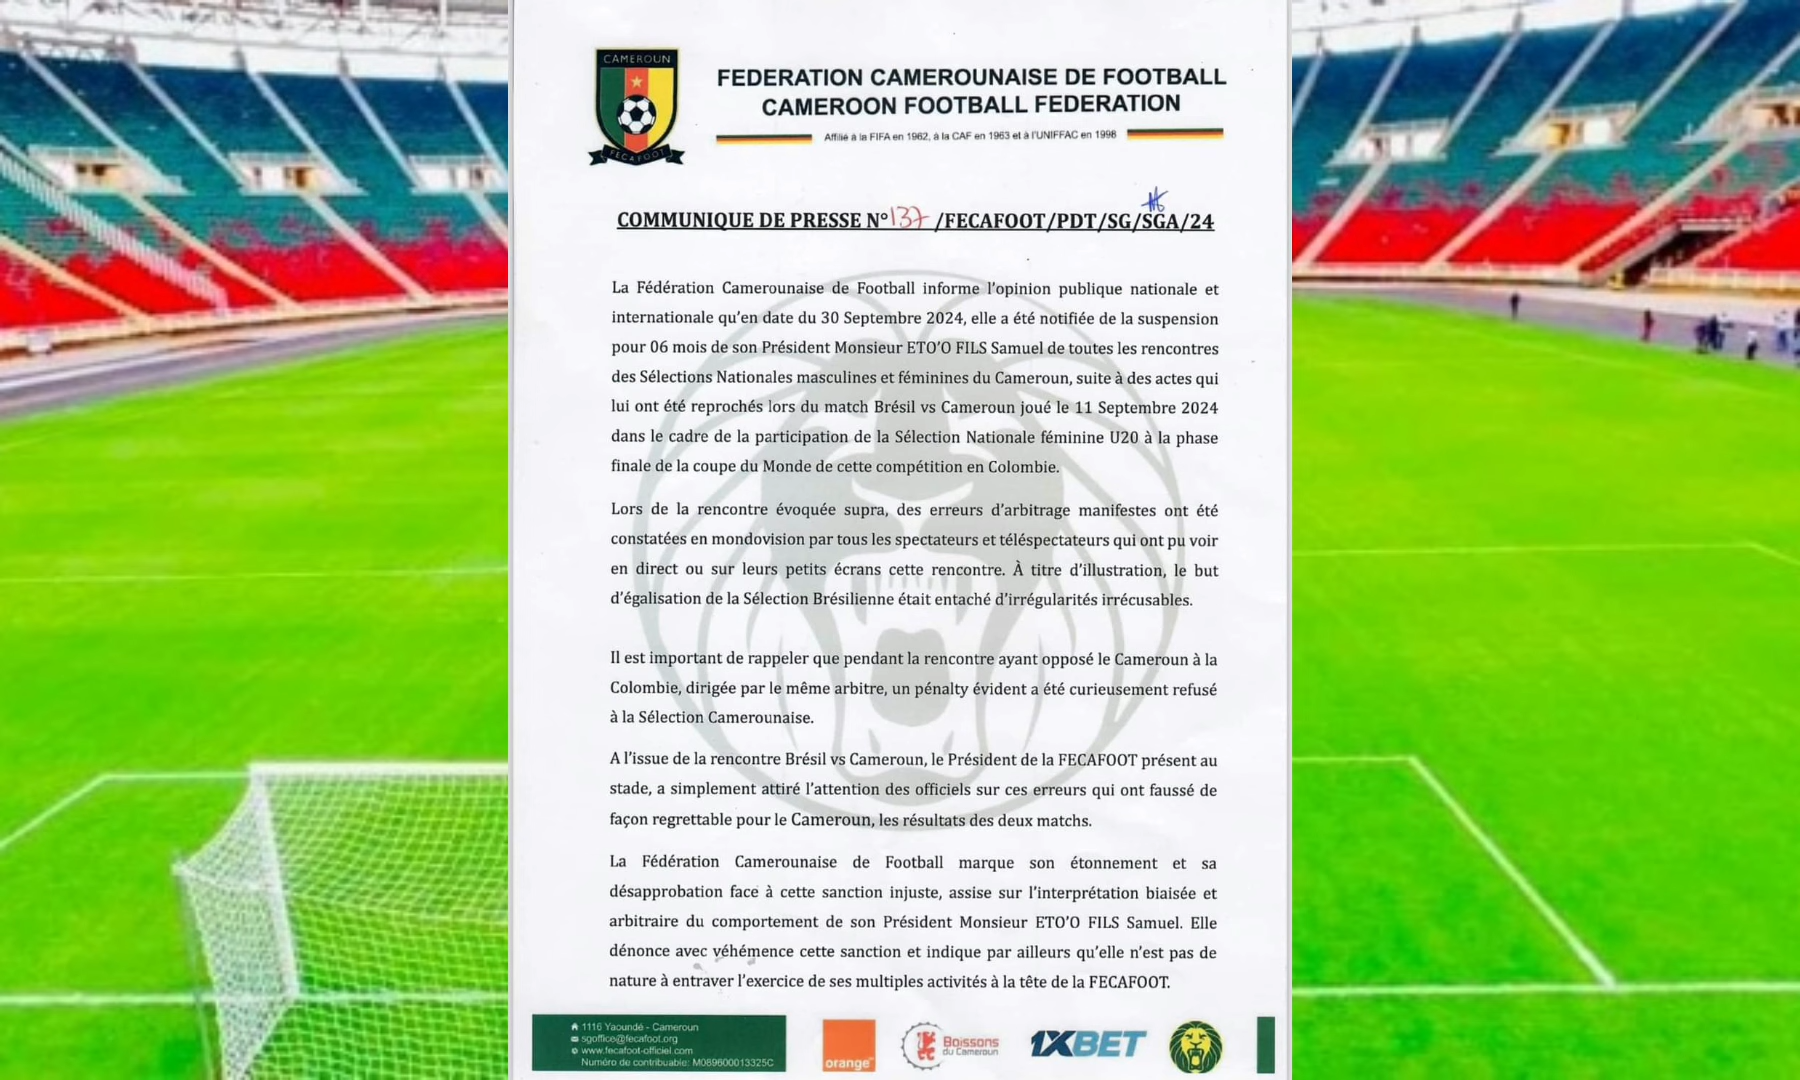 CAMEROUN
FECAFOOT
FEDERATION CAMEROUNAISE DE FOOTBALL
CAMEROON FOOTBALL FEDERATION
Affilié à la FIFA en 1962, à la CAF en 1963 et à l'UNIFFAC en 1998
COMMUNIQUE DE PRESSE N°137 /FECAFOOT/PDT/SG/SGA/24
La Fédération Camerounaise de Football informe l'opinion publique nationale et
internationale qu'en date du 30 Septembre 2024, elle a été notifiée de la suspension
pour 06 mois de son Président Monsieur ETO'O FILS Samuel de toutes les rencontres
des Sélections Nationales masculines et féminines du Cameroun, suite à des actes qui
lui ont été reprochés lors du match Brésil vs Cameroun joué le 11 Septembre 2024
dans le cadre de la participation de la Sélection Nationale féminine U20 à la phase
finale de la coupe du Monde de cette compétition en Colombie.
Lors de la rencontre évoquée supra, des erreurs d'arbitrage manifestes ont été
constatées en mondovision par tous les spectateurs et téléspectateurs qui ont pu voir
en direct ou sur leurs petits écrans cette rencontre. À titre d'illustration, le but
d'égalisation de la Sélection Brésilienne était entaché d'irrégularités irrécusables.
Il est important de rappeler que pendant la rencontre ayant opposé le Cameroun à la
Colombie, dirigée par le même arbitre, un pénalty évident a été curieusement refusé
à la Sélection Camerounaise.
A l'issue de la rencontre Brésil vs Cameroun, le Président de la FECAFOOT présent au
stade, a simplement attiré l'attention des officiels sur ces erreurs qui ont faussé de
façon regrettable pour le Cameroun, les résultats des deux matchs.
La Fédération Camerounaise de Football marque son étonnement et sa
désapprobation face à cette sanction injuste, assise sur l'interprétation biaisée et
arbitraire du comportement de son Président Monsieur ETO'O FILS Samuel. Elle
dénonce avec véhémence cette sanction et indique par ailleurs qu'elle n'est pas de
nature à entraver l'exercice de ses multiples activités à la tête de la FECAFOOT.
1116 Yaoundé - Cameroun
sgoffice@fecafoot.org
www.fecafoot-officiel.com
Numéro de contribuable: M089600013325C
orange
Boissons
du Cameroun
1XBET